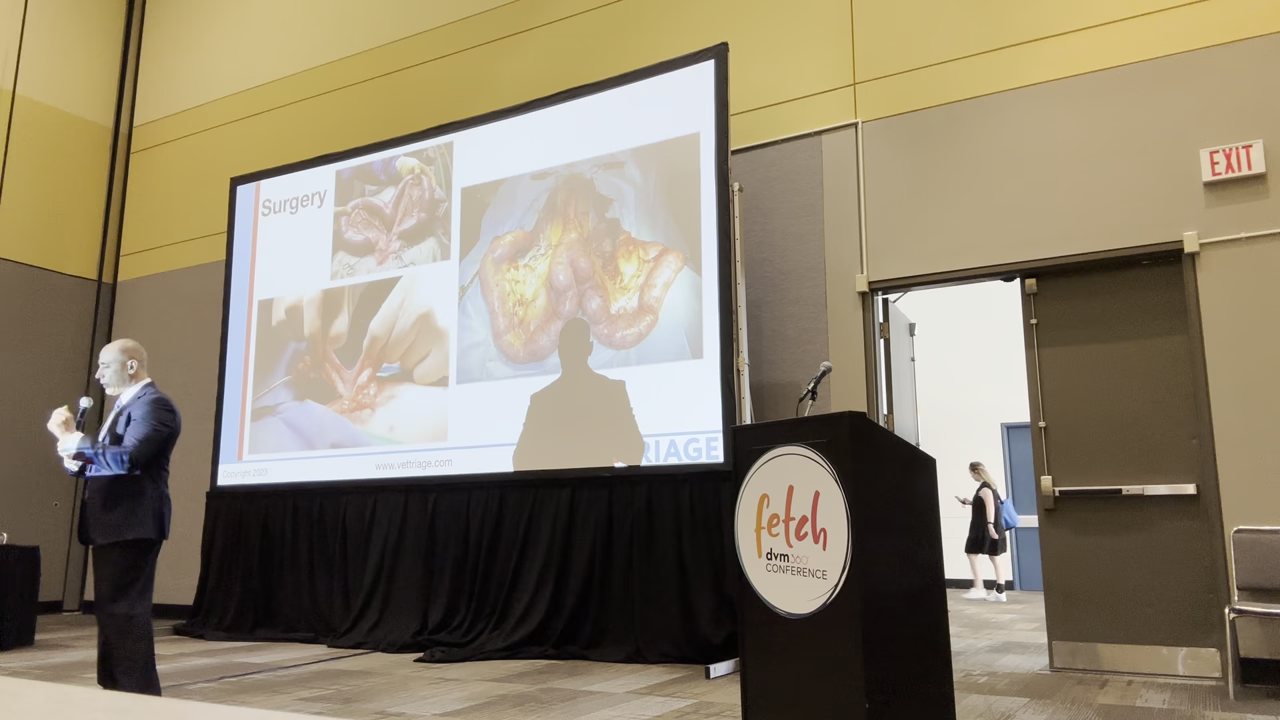 Surgery
Copyright 2023
www.vettriage.com
RIAGE
EXIT
fetch
dvm360°
CONFERENCE